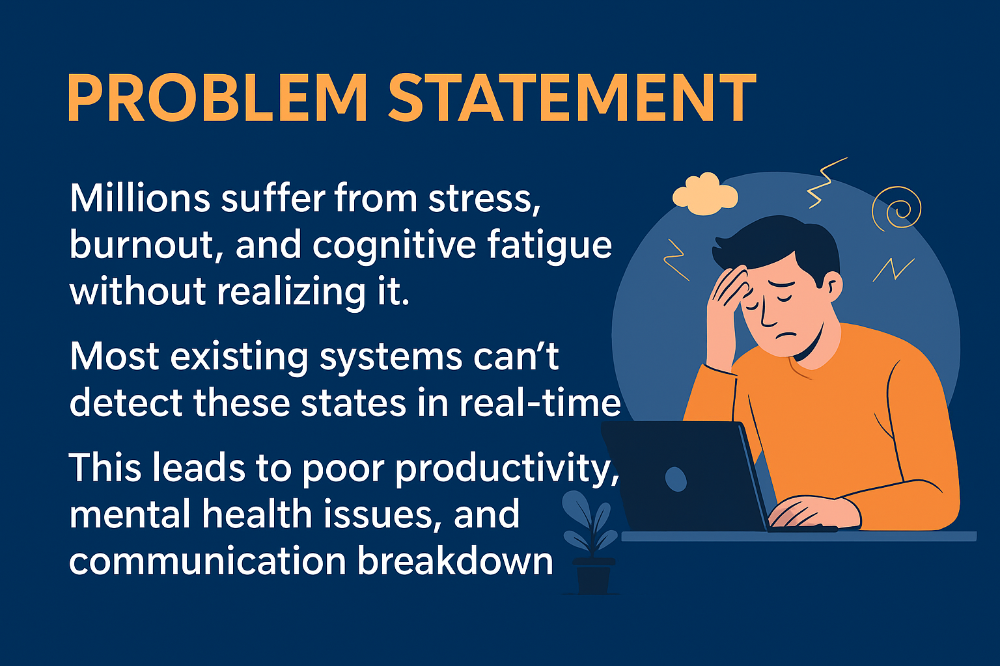 PROBLEM STATEMENT
Millions suffer from stress,
burnout, and cognitive fatigue
without realizing it.
Most existing systems can’t
detect these states in real-time
This leads to poor productivity,
mental health issues, and
communication breakdown